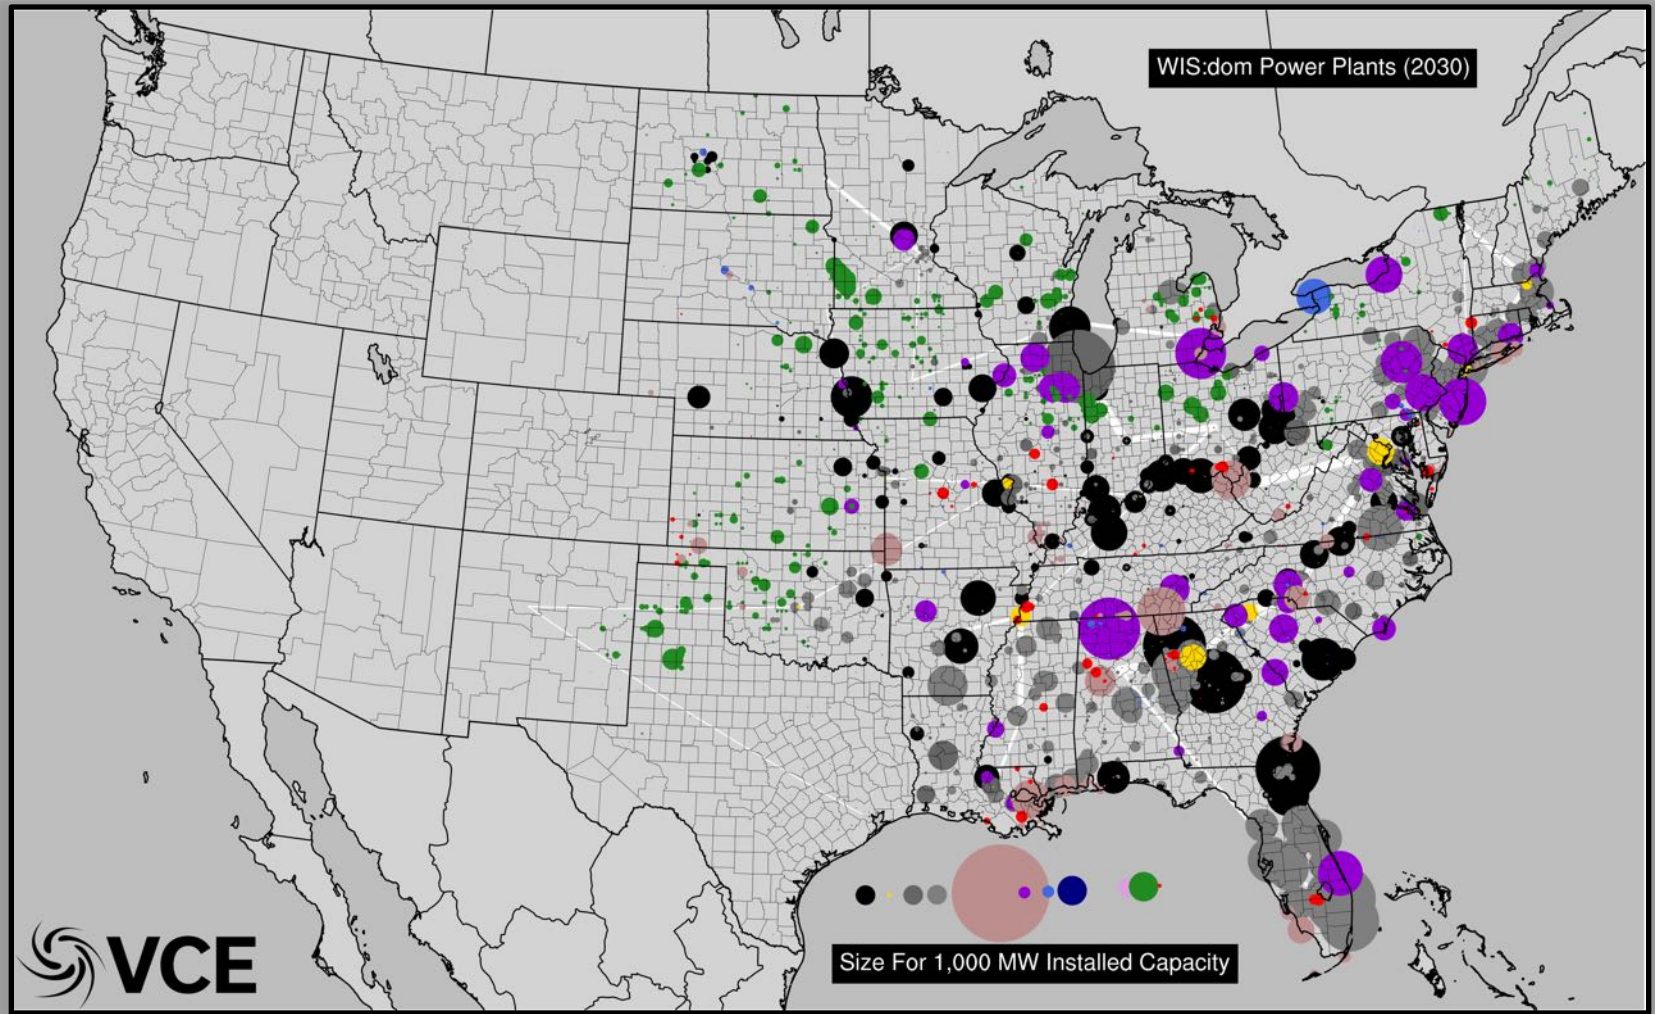 WIS:dom Power Plants (2030)
Size For 1,000 MW Installed Capacity
VCE